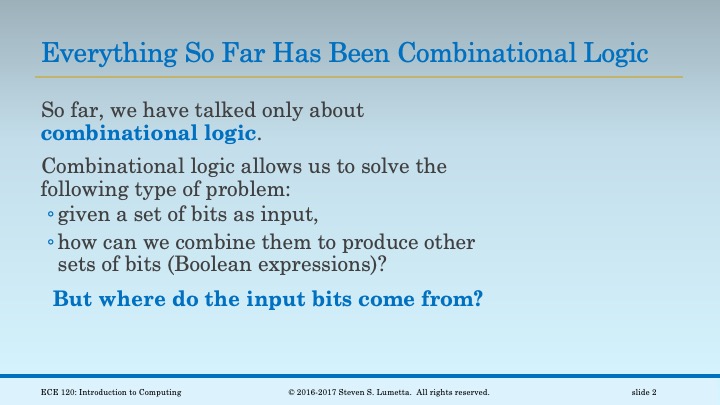 Everything So Far Has Been Combinational Logic
So far, we have talked only about
combinational logic.
Combinational logic allows us to solve the
following type of problem:
◦given a set of bits as input,
◦how can we combine them to produce other
sets of bits (Boolean expressions)?
But where do the input bits come from?
ECE 120: Introduction to Computing © 2016-2017 Steven S. Lumetta. All rights reserved. slide 2